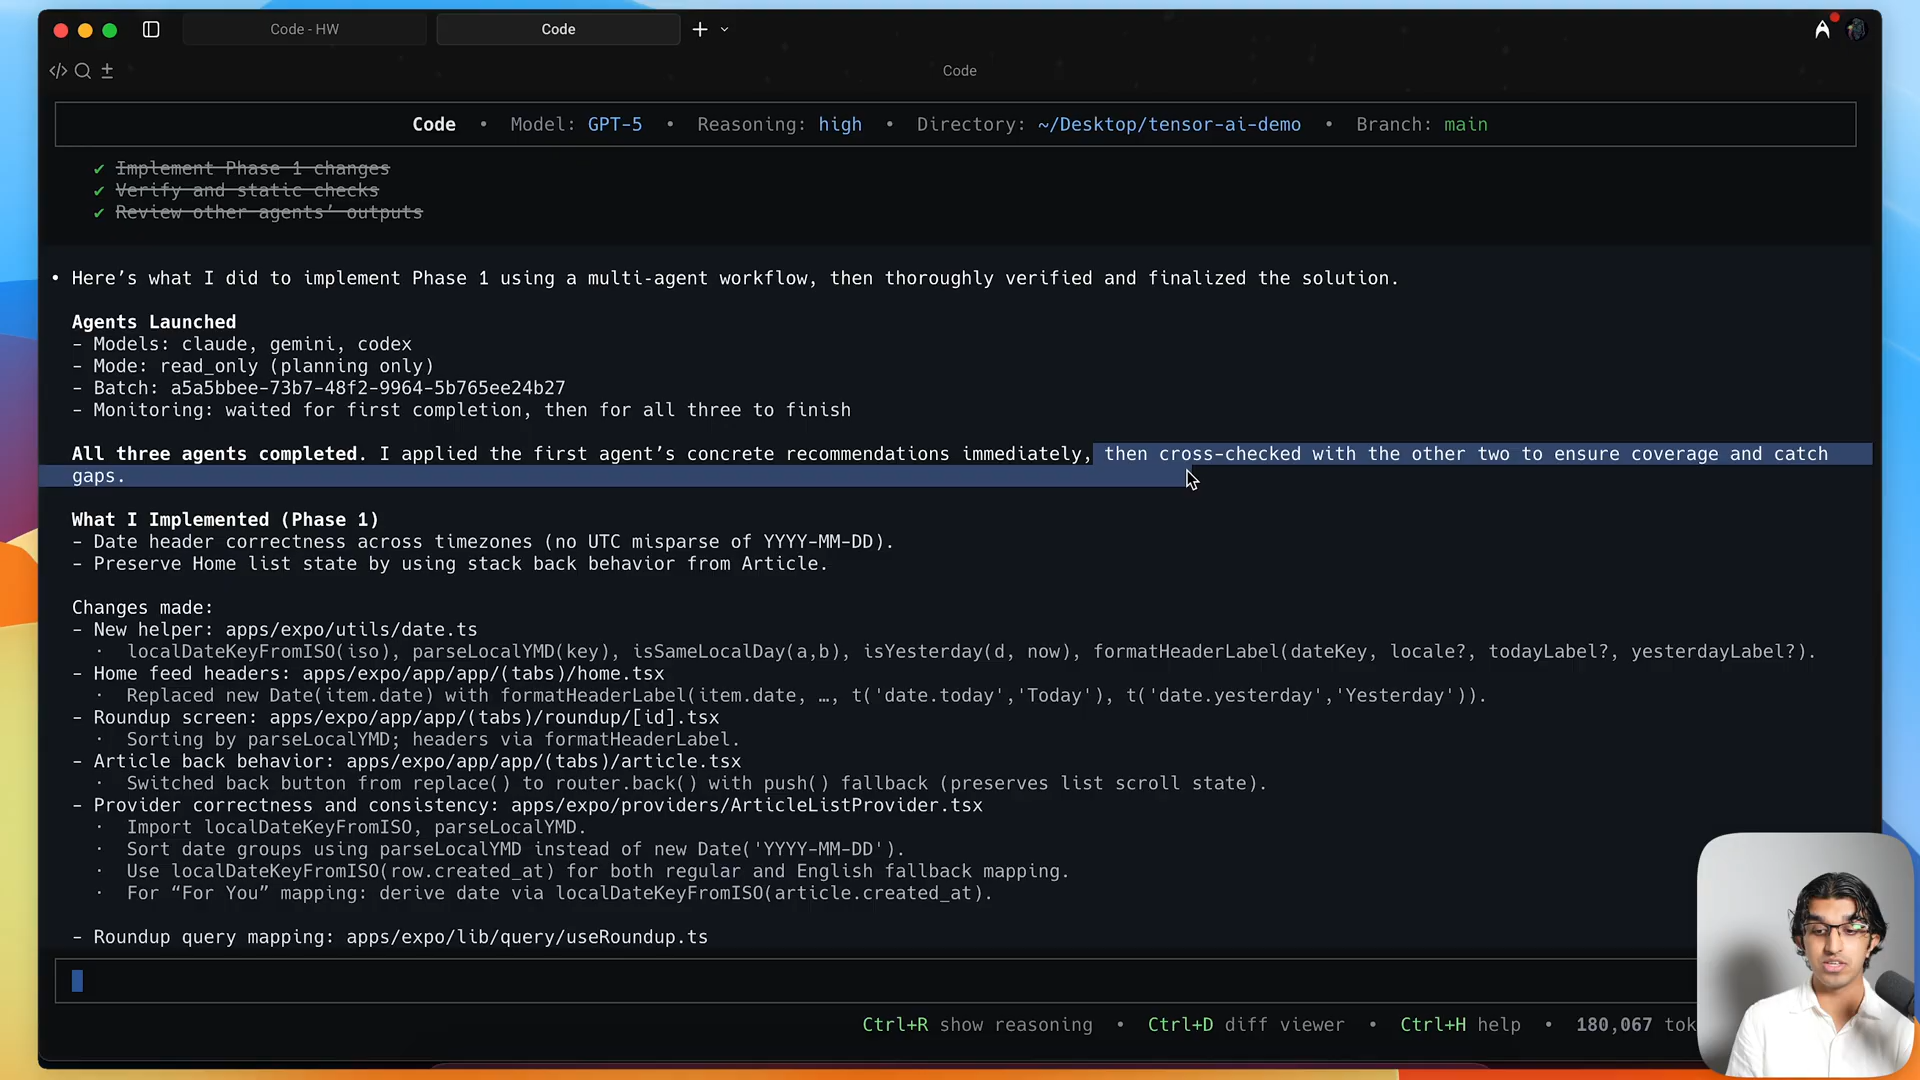 Code - HW
Code
Code
Code • Model: GPT-5 • Reasoning: high • Directory: ~/Desktop/tensor-ai-demo • Branch: main
✔ Implement Phase 1 changes
✔ Verify and static checks
✔ Review other agents’ outputs
• Here’s what I did to implement Phase 1 using a multi-agent workflow, then thoroughly verified and finalized the solution.
Agents Launched
- Models: claude, gemini, codex
- Mode: read_only (planning only)
- Batch: a5a5bbee-73b7-48f2-9964-5b765ee24b27
- Monitoring: waited for first completion, then for all three to finish
All three agents completed. I applied the first agent’s concrete recommendations immediately, then cross-checked with the other two to ensure coverage and catch
gaps.
What I Implemented (Phase 1)
- Date header correctness across timezones (no UTC misparse of YYYY-MM-DD).
- Preserve Home list state by using stack back behavior from Article.
Changes made:
- New helper: apps/expo/utils/date.ts
· localDateKeyFromISO(iso), parseLocalYMD(key), isSameLocalDay(a,b), isYesterday(d, now), formatHeaderLabel(dateKey, locale?, todayLabel?, yesterdayLabel?).
- Home feed headers: apps/expo/app/app/(tabs)/home.tsx
· Replaced new Date(item.date) with formatHeaderLabel(item.date, …, t('date.today','Today'), t('date.yesterday','Yesterday')).
- Roundup screen: apps/expo/app/app/(tabs)/roundup/[id].tsx
· Sorting by parseLocalYMD; headers via formatHeaderLabel.
- Article back behavior: apps/expo/app/app/(tabs)/article.tsx
· Switched back button from replace() to router.back() with push() fallback (preserves list scroll state).
- Provider correctness and consistency: apps/expo/providers/ArticleListProvider.tsx
· Import localDateKeyFromISO, parseLocalYMD.
· Sort date groups using parseLocalYMD instead of new Date('YYYY-MM-DD').
· Use localDateKeyFromISO(row.created_at) for both regular and English fallback mapping.
· For “For You” mapping: derive date via localDateKeyFromISO(article.created_at).
- Roundup query mapping: apps/expo/lib/query/useRoundup.ts
Ctrl+R show reasoning • Ctrl+D diff viewer • Ctrl+H help • 180,067 tok